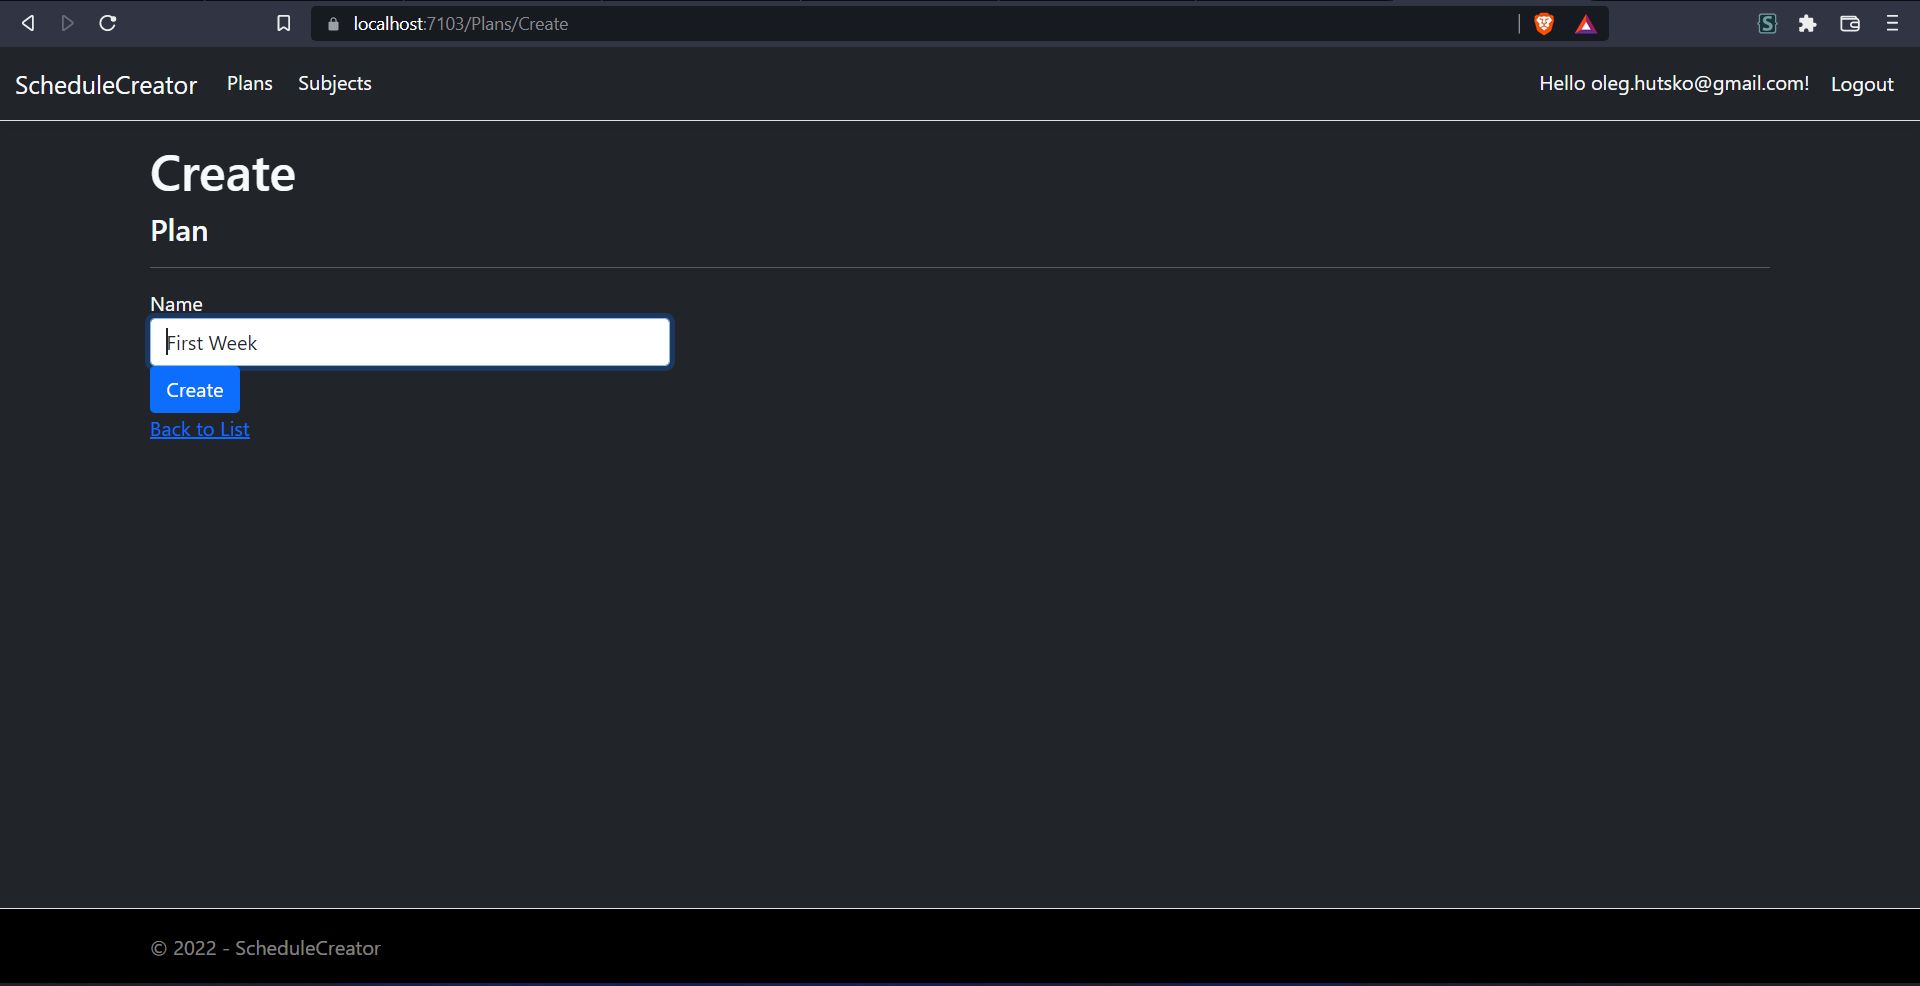 localhost:7103/Plans/Create
ScheduleCreator Plans Subjects Hello oleg.hutsko@gmail.com! Logout
Create
Plan
Name
First Week
Create
Back to List
© 2022 - ScheduleCreator